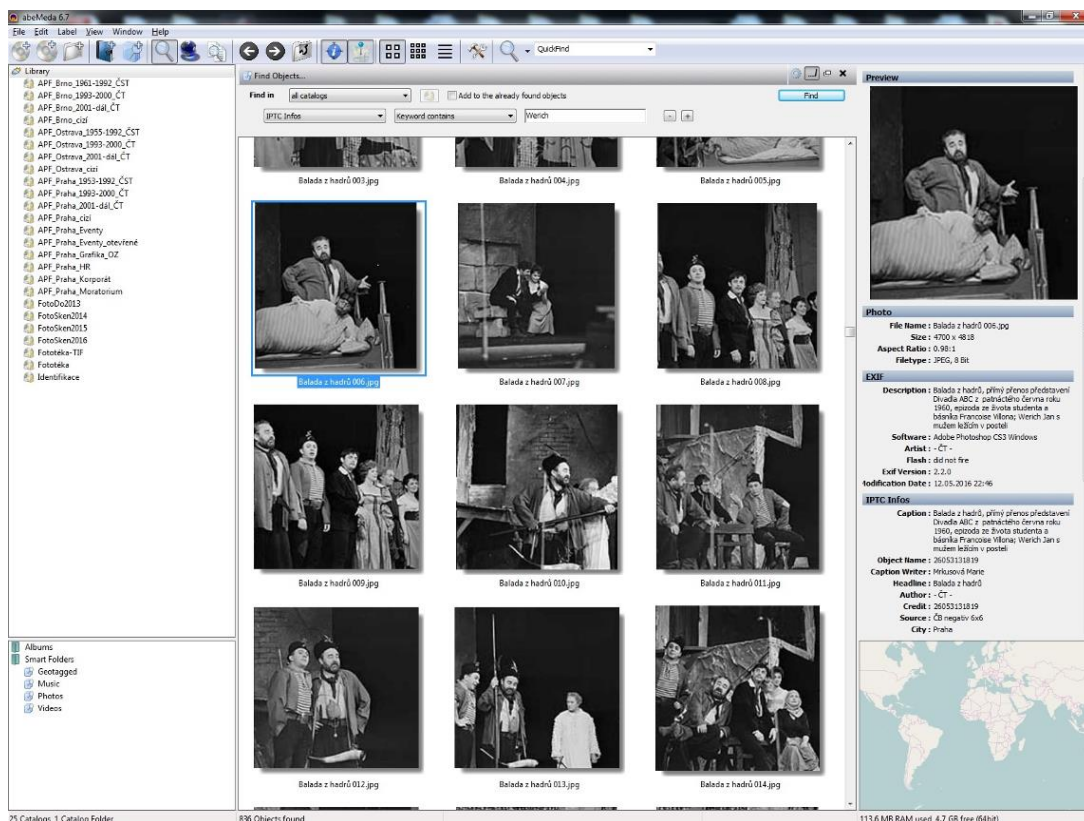 abeMeda 6.7
File Edit Label View Window Help
QuickFind
Library
APF_Brno_1961-1992_ČST
APF_Brno_1993-2000_ČT
APF_Brno_2001-dál_ČT
APF_Brno_cizí
APF_Ostrava_1955-1992_ČST
APF_Ostrava_1993-2000_ČT
APF_Ostrava_2001-dál_ČT
APF_Ostrava_cizí
APF_Praha_1953-1992_ČST
APF_Praha_1993-2000_ČT
APF_Praha_2001-dál_ČT
APF_Praha_cizí
APF_Praha_Eventy
APF_Praha_Eventy_otevřené
APF_Praha_Grafika_OZ
APF_Praha_HR
APF_Praha_Korporát
APF_Praha_Moratorium
FotoDo2013
FotoSken2014
FotoSken2015
FotoSken2016
Fototéka-TIF
Fototéka
Identifikace
Albums
Smart Folders
Geotagged
Music
Photos
Videos
Find Objects...
Find in all catalogs Add to the already found objects Find
IPTC Infos Keyword contains Werich
Balada z hadrů 003.jpg Balada z hadrů 004.jpg Balada z hadrů 005.jpg
Balada z hadrů 006.jpg Balada z hadrů 007.jpg Balada z hadrů 008.jpg
Balada z hadrů 009.jpg Balada z hadrů 010.jpg Balada z hadrů 011.jpg
Balada z hadrů 012.jpg Balada z hadrů 013.jpg Balada z hadrů 014.jpg
Preview
Photo
File Name : Balada z hadrů 006.jpg
Size : 4700 x 4818
Aspect Ratio : 0.98:1
Filetype : JPEG, 8 Bit
EXIF
Description : Balada z hadrů, přímý přenos představení
Divadla ABC z patnáctého června roku
1960, epizoda ze života studenta a
básníka Francoise Villona; Werich Jan s
mužem ležícím v posteli
Software : Adobe Photoshop CS3 Windows
Artist : - ČT -
Flash : did not fire
Exif Version : 2.2.0
Modification Date : 12.05.2016 22:46
IPTC Infos
Caption : Balada z hadrů, přímý přenos představení
Divadla ABC z patnáctého června roku
1960, epizoda ze života studenta a
básníka Francoise Villona; Werich Jan s
mužem ležícím v posteli
Object Name : 26053131819
Caption Writer : Mrkusová Marie
Headline : Balada z hadrů
Author : - ČT -
Credit : 26053131819
Source : ČB negativ 6x6
City : Praha
25 Catalogs, 1 Catalog Folder 836 Objects found 113.6 MB RAM used, 4.7 GB free (64bit)